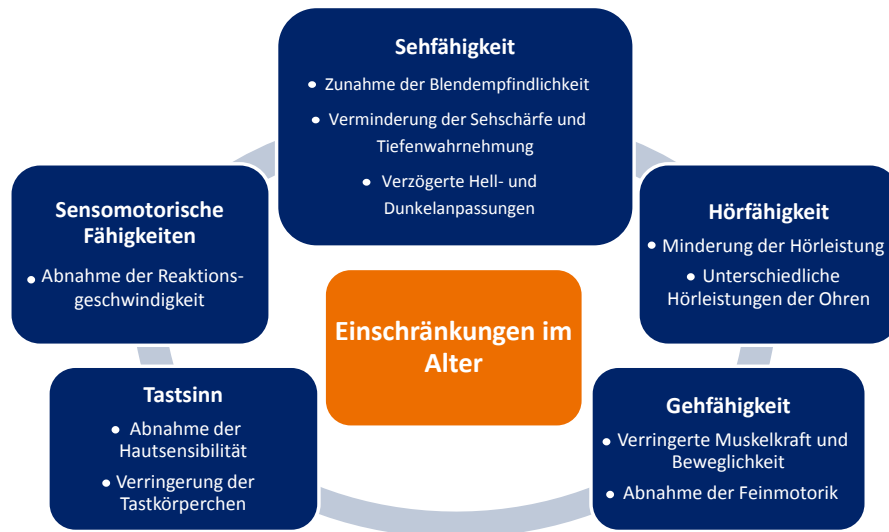 Sehfähigkeit
• Zunahme der Blendempfindlichkeit
• Verminderung der Sehschärfe und
Tiefenwahrnehmung
• Verzögerte Hell- und
Dunkelanpassungen
Hörfähigkeit
• Minderung der Hörleistung
• Unterschiedliche
Hörleistungen der Ohren
Gehfähigkeit
• Verringerte Muskelkraft und
Beweglichkeit
• Abnahme der Feinmotorik
Tastsinn
• Abnahme der
Hautsensibilität
• Verringerung der
Tastkörperchen
Sensomotorische
Fähigkeiten
• Abnahme der Reaktions-
geschwindigkeit
Einschränkungen im
Alter